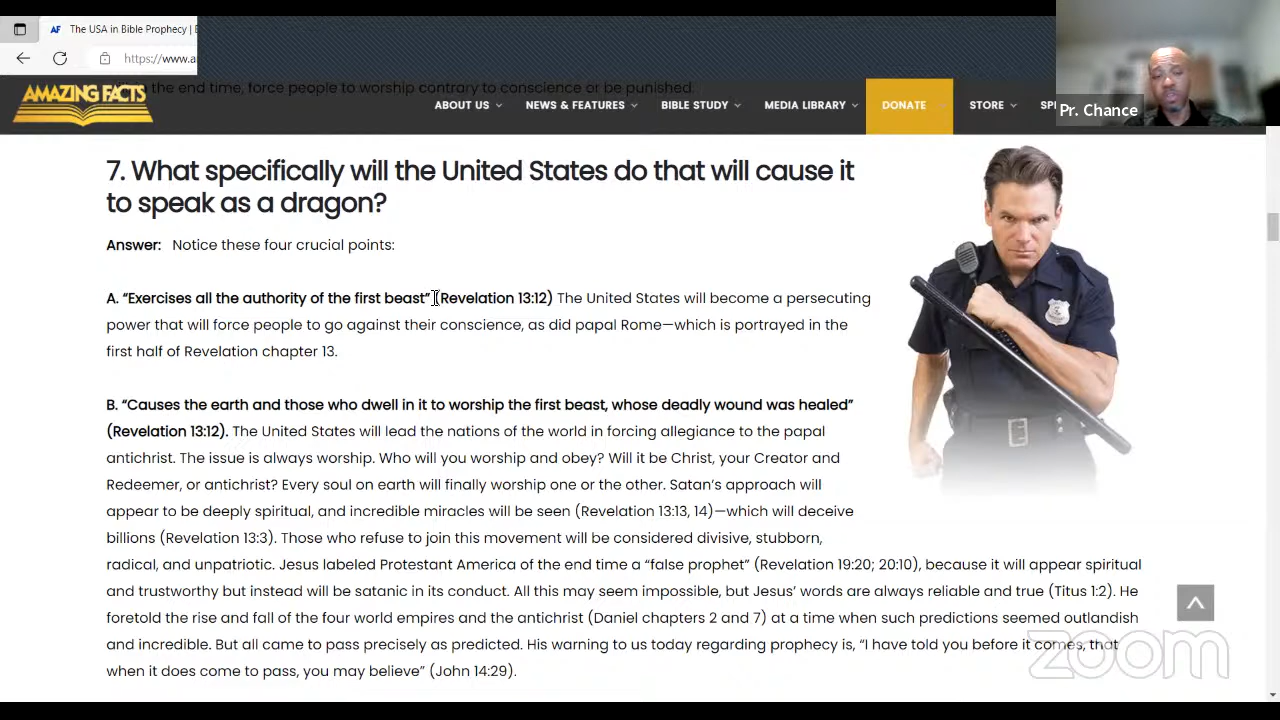 The USA in Bible Prophecy | 
https://www.a
to the end time, force people to worship contrary to conscience or be punished.
AMAZING FACTS
ABOUT US NEWS & FEATURES BIBLE STUDY MEDIA LIBRARY DONATE STORE
Pr. Chance
7. What specifically will the United States do that will cause it
to speak as a dragon?
Answer: Notice these four crucial points:
A. “Exercises all the authority of the first beast” (Revelation 13:12) The United States will become a persecuting
power that will force people to go against their conscience, as did papal Rome—which is portrayed in the
first half of Revelation chapter 13.
B. “Causes the earth and those who dwell in it to worship the first beast, whose deadly wound was healed”
(Revelation 13:12). The United States will lead the nations of the world in forcing allegiance to the papal
antichrist. The issue is always worship. Who will you worship and obey? Will it be Christ, your Creator and
Redeemer, or antichrist? Every soul on earth will finally worship one or the other. Satan’s approach will
appear to be deeply spiritual, and incredible miracles will be seen (Revelation 13:13, 14)—which will deceive
billions (Revelation 13:3). Those who refuse to join this movement will be considered divisive, stubborn,
radical, and unpatriotic. Jesus labeled Protestant America of the end time a “false prophet” (Revelation 19:20; 20:10), because it will appear spiritual
and trustworthy but instead will be satanic in its conduct. All this may seem impossible, but Jesus’ words are always reliable and true (Titus 1:2). He
foretold the rise and fall of the four world empires and the antichrist (Daniel chapters 2 and 7) at a time when such predictions seemed outlandish
and incredible. But all came to pass precisely as predicted. His warning to us today regarding prophecy is, “I have told you before it comes, that
when it does come to pass, you may believe” (John 14:29).
zoom